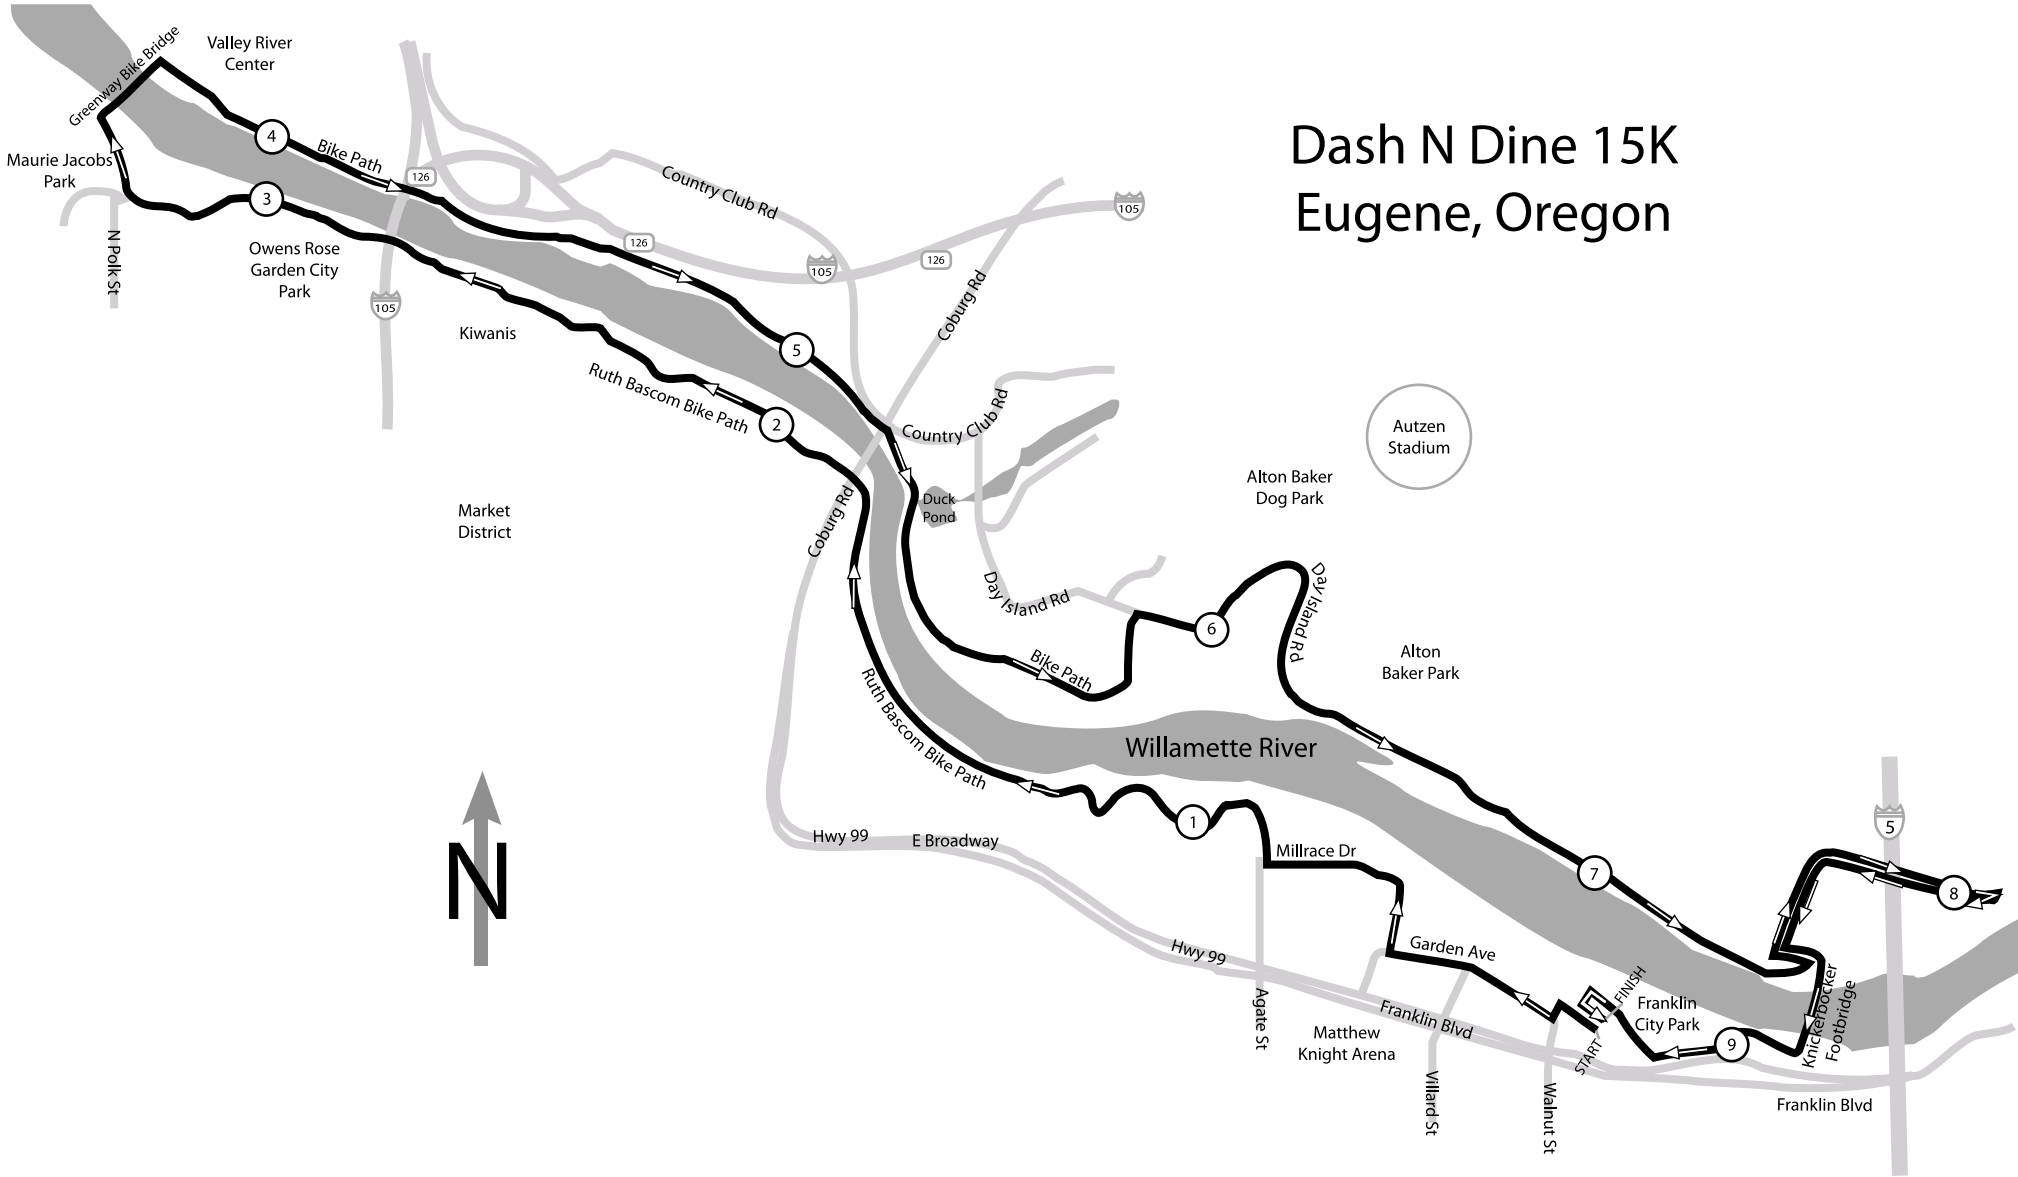 Dash N Dine 15K
Eugene, Oregon
Greenway Bike Bridge
Valley River
Center
4
Bike Path
126
Maurie Jacobs
Park
3
N Polk St
Owens Rose
Garden City
Park
105
Kiwanis
Country Club Rd
126
105
126
105
Coburg Rd
5
Ruth Bascom Bike Path
2
Country Club Rd
Autzen
Stadium
Market
District
Coburg Rd
Duck
Pond
Alton Baker
Dog Park
Day Island Rd
6
Day Island Rd
Bike Path
Alton
Baker Park
Ruth Bascom Bike Path
Willamette River
1
Millrace Dr
Hwy 99
E Broadway
N
7
5
8
Hwy 99
Garden Ave
Agate St
Franklin Blvd
Matthew
Knight Arena
Villard St
Walnut St
START
FINISH
Franklin
City Park
9
Knickerbocker
Footbridge
Franklin Blvd